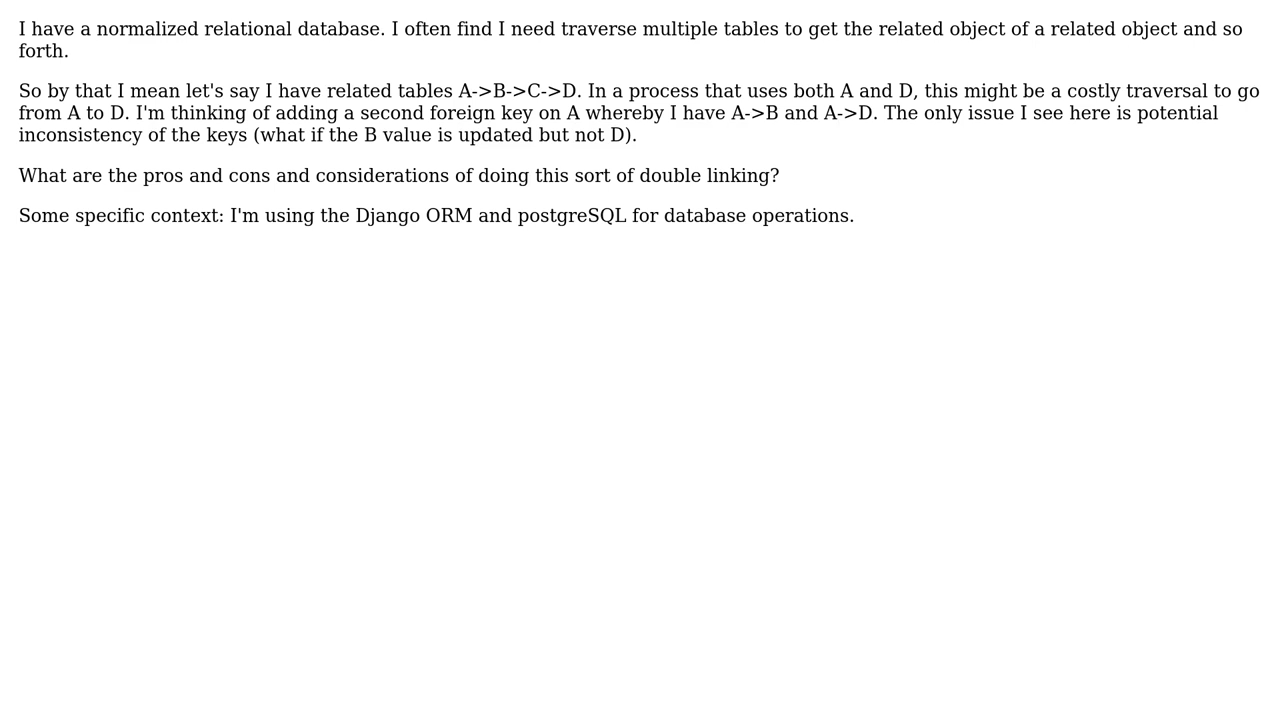 I have a normalized relational database. I often find I need traverse multiple tables to get the related object of a related object and so
forth.
So by that I mean let's say I have related tables A->B->C->D. In a process that uses both A and D, this might be a costly traversal to go
from A to D. I'm thinking of adding a second foreign key on A whereby I have A->B and A->D. The only issue I see here is potential
inconsistency of the keys (what if the B value is updated but not D).
What are the pros and cons and considerations of doing this sort of double linking?
Some specific context: I'm using the Django ORM and postgreSQL for database operations.